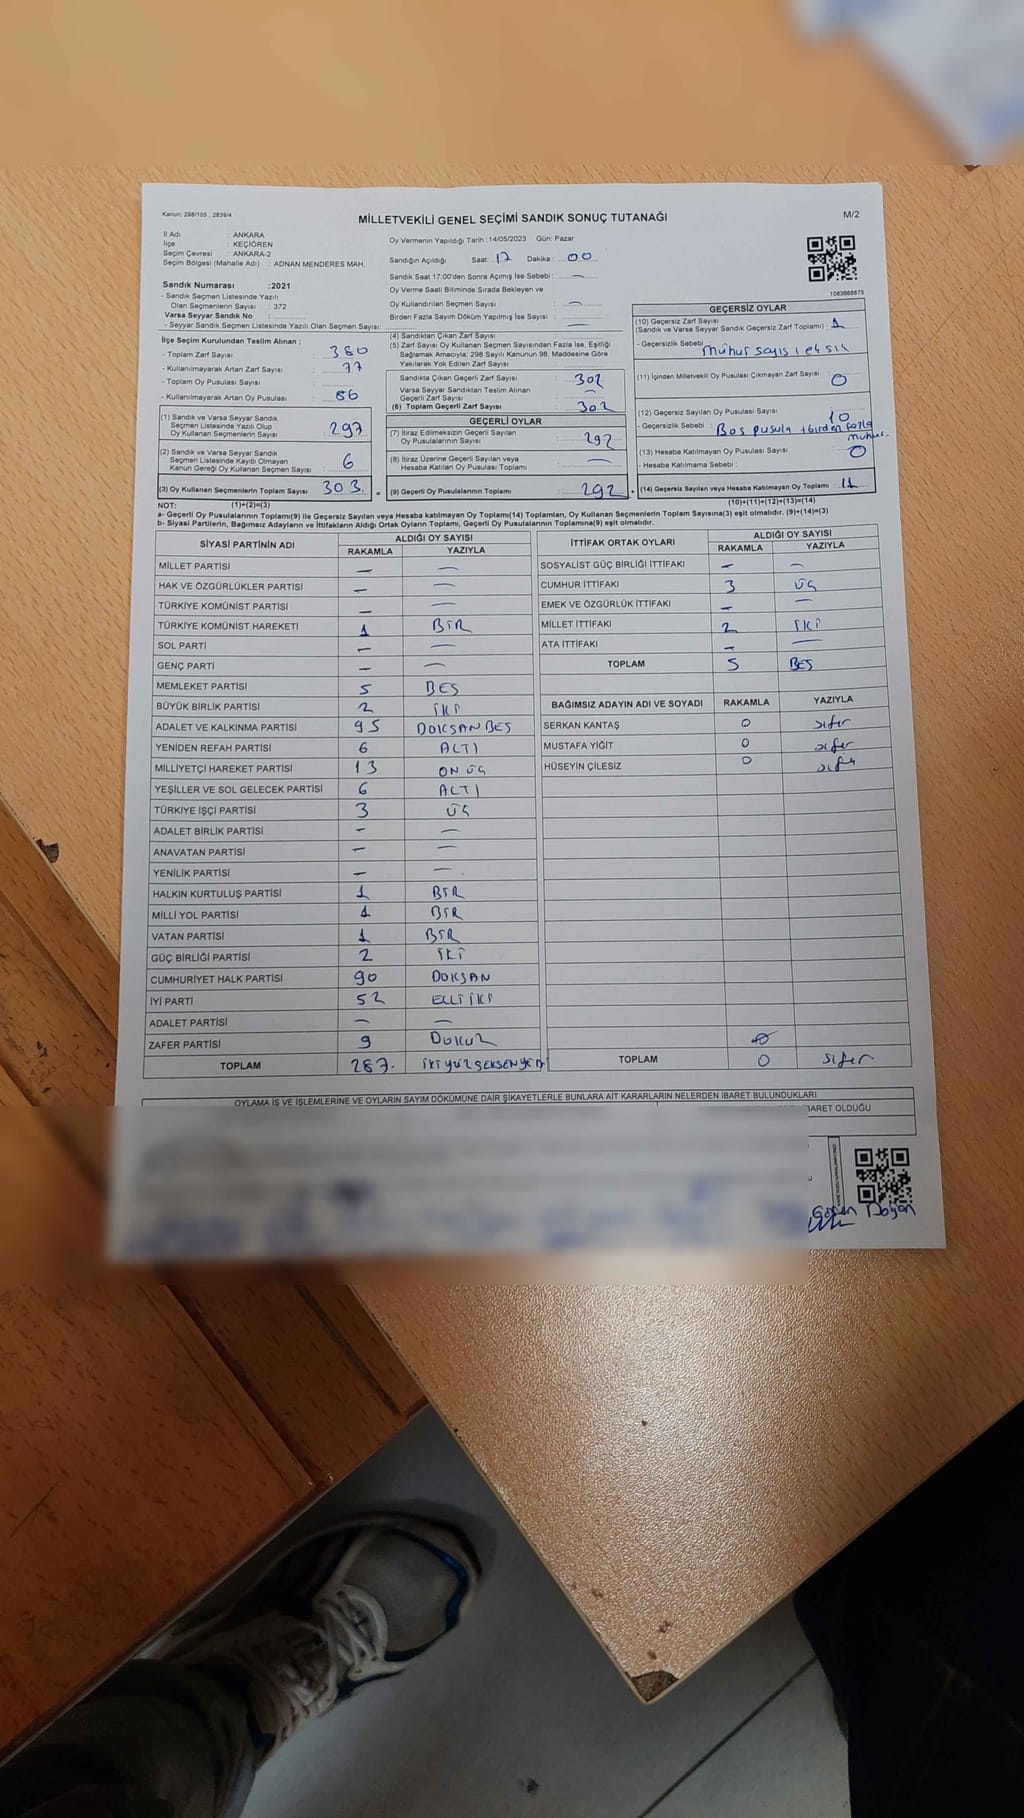 Kanun: 298/105 , 2839/4
MİLLETVEKİLİ GENEL SEÇİMİ SANDIK SONUÇ TUTANAĞI
M/2
İl Adı : ANKARA
İlçe : KEÇİÖREN
Seçim Çevresi : ANKARA-2
Seçim Bölgesi (Mahalle Adı) : ADNAN MENDERES MAH.
Sandık Numarası :2021
- Sandık Seçmen Listesinde Yazılı
Olan Seçmenlerin Sayısı : 372
Varsa Seyyar Sandık No :
- Seyyar Sandık Seçmen Listesinde Yazılı Olan Seçmen Sayısı:
Oy Vermenin Yapıldığı Tarih :14/05/2023 Gün: Pazar
Sandığın Açıldığı Saat: 17 Dakika : 00
Sandık Saat 17:00'den Sonra Açımış İse Sebebi : —
Oy Verme Saati Bitiminde Sırada Bekleyen ve
Oy Kullandırılan Seçmen Sayısı : —
Birden Fazla Sayım Döküm Yapılmış İse Sayısı : —
1083668875
İlçe Seçim Kurulundan Teslim Alınan ;
- Toplam Zarf Sayısı : 380
- Kullanılmayarak Artan Zarf Sayısı : 77
- Toplam Oy Pusulası Sayısı :
- Kullanılmayarak Artan Oy Pusulası : 86
(1) Sandık ve Varsa Seyyar Sandık
Seçmen Listesinde Yazılı Olup
Oy Kullanan Seçmenlerin Sayısı : 297
(2) Sandık ve Varsa Seyyar Sandık
Seçmen Listesinde Kayıtlı Olmayan
Kanun Gereği Oy Kullanan Seçmen Sayısı : 6
(3) Oy Kullanan Seçmenlerin Toplam Sayısı 303.
(4) Sandıktan Çıkan Zarf Sayısı :
(5) Zarf Sayısı Oy Kullanan Seçmen Sayısından Fazla İse, Eşitliği
Sağlamak Amacıyla; 298 Sayılı Kanunun 98. Maddesine Göre
Yakılarak Yok Edilen Zarf Sayısı :
Sandıkta Çıkan Geçerli Zarf Sayısı : 302
Varsa Seyyar Sandıktan Teslim Alınan
Geçerli Zarf Sayısı : —
(6) Toplam Geçerli Zarf Sayısı : 302
GEÇERLİ OYLAR
(7) İtiraz Edilmeksizin Geçerli Sayılan
Oy Pusulalarının Sayısı : 292
(8) İtiraz Üzerine Geçerli Sayılan veya
Hesaba Katılan Oy Pusulası Toplamı : —
= (9) Geçerli Oy Pusulalarının Toplamı : 292
GEÇERSİZ OYLAR
(10) Geçersiz Zarf Sayısı
(Sandık ve Varsa Seyyar Sandık Geçersiz Zarf Toplamı) : 1
- Geçersizlik Sebebi : mühür sayısı eksik
(11) İçinden Milletvekili Oy Pusulası Çıkmayan Zarf Sayısı : 0
(12) Geçersiz Sayılan Oy Pusulası Sayısı : 10
- Geçersizlik Sebebi : Boş pusula +birden fazla
mühür.
(13) Hesaba Katılmayan Oy Pusulası Sayısı : 0
- Hesaba Katılmama Sebebi :
+ (14) Geçersiz Sayılan veya Hesaba Katılmayan Oy Toplamı : 11
NOT: (1)+(2)=(3)
(10)+(11)+(12)+(13)=(14)
a- Geçerli Oy Pusulalarının Toplamı(9) ile Geçersiz Sayılan veya Hesaba katılmayan Oy Toplamı(14) Toplamları, Oy Kullanan Seçmenlerin Toplam Sayısına(3) eşit olmalıdır. (9)+(14)=(3)
b- Siyasi Partilerin, Bağımsız Adayların ve İttifakların Aldığı Ortak Oyların Toplamı, Geçerli Oy Pusulalarının Toplamına(9) eşit olmalıdır.
SİYASİ PARTİNİN ADI ALDIĞI OY SAYISI
RAKAMLA YAZIYLA
MİLLET PARTİSİ — —
HAK VE ÖZGÜRLÜKLER PARTİSİ — —
TÜRKİYE KOMÜNİST PARTİSİ — —
TÜRKİYE KOMÜNİST HAREKETİ 1 BİR
SOL PARTİ — —
GENÇ PARTİ — —
MEMLEKET PARTİSİ 5 BEŞ
BÜYÜK BİRLİK PARTİSİ 2 İKİ
ADALET VE KALKINMA PARTİSİ 95 DOKSAN BEŞ
YENİDEN REFAH PARTİSİ 6 ALTI
MİLLİYETÇİ HAREKET PARTİSİ 13 ON ÜÇ
YEŞİLLER VE SOL GELECEK PARTİSİ 6 ALTI
TÜRKİYE İŞÇİ PARTİSİ 3 ÜÇ
ADALET BİRLİK PARTİSİ — —
ANAVATAN PARTİSİ — —
YENİLİK PARTİSİ — —
HALKIN KURTULUŞ PARTİSİ 1 BİR
MİLLİ YOL PARTİSİ 1 BİR
VATAN PARTİSİ 1 BİR
GÜÇ BİRLİĞİ PARTİSİ 2 İKİ
CUMHURİYET HALK PARTİSİ 90 DOKSAN
İYİ PARTİ 52 ELLİ İKİ
ADALET PARTİSİ — —
ZAFER PARTİSİ 9 DOKUZ
TOPLAM 287. İKİ YÜZ SEKSEN YEDİ
İTTİFAK ORTAK OYLARI ALDIĞI OY SAYISI
RAKAMLA YAZIYLA
SOSYALİST GÜÇ BİRLİĞİ İTTİFAKI — —
CUMHUR İTTİFAKI 3 ÜÇ
EMEK VE ÖZGÜRLÜK İTTİFAKI — —
MİLLET İTTİFAKI 2 İKİ
ATA İTTİFAKI — —
TOPLAM 5 BEŞ
BAĞIMSIZ ADAYIN ADI VE SOYADI RAKAMLA YAZIYLA
SERKAN KANTAŞ 0 sıfır
MUSTAFA YİĞİT 0 sıfır
HÜSEYİN ÇİLESİZ 0 sıfır
TOPLAM 0 sıfır
OYLAMA İŞ VE İŞLEMLERİNE VE OYLARIN SAYIM DÖKÜMÜNE DAİR ŞİKAYETLERLE BUNLARA AİT KARARLARIN NELERDEN İBARET BULUNDUKLARI
İBARET OLDUĞU
Doğan